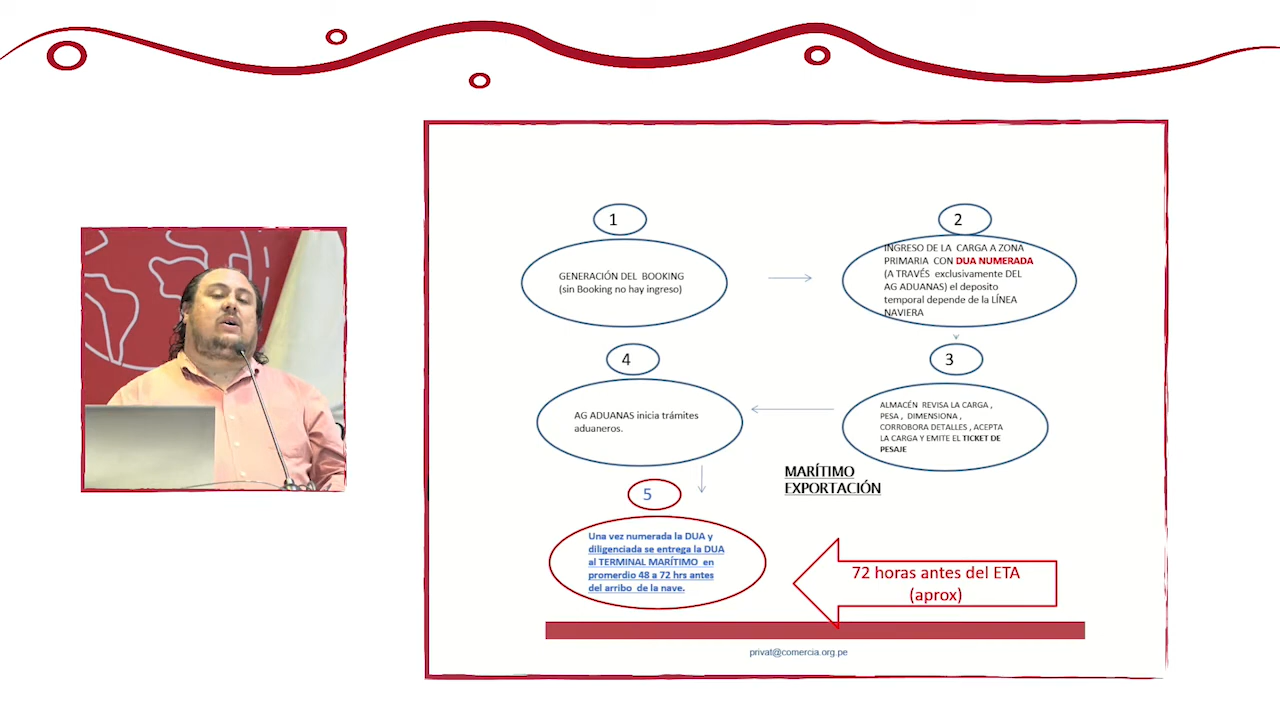 1
GENERACIÓN DEL BOOKING
(sin Booking no hay ingreso)
2
INGRESO DE LA CARGA A ZONA
PRIMARIA CON DUA NUMERADA
(A TRAVÉS exclusivamente DEL
AG ADUANAS) el deposito
temporal depende de la LÍNEA
NAVIERA
3
ALMACÉN REVISA LA CARGA ,
PESA , DIMENSIONA ,
CORROBORA DETALLES , ACEPTA
LA CARGA Y EMITE EL TICKET DE
PESAJE
4
AG ADUANAS inicia trámites
aduaneros.
MARÍTIMO
EXPORTACIÓN
5
Una vez numerada la DUA y
diligenciada se entrega la DUA
al TERMINAL MARÍTIMO en
promerdio 48 a 72 hrs antes
del arribo de la nave.
72 horas antes del ETA
(aprox)
privat@comercia.org.pe